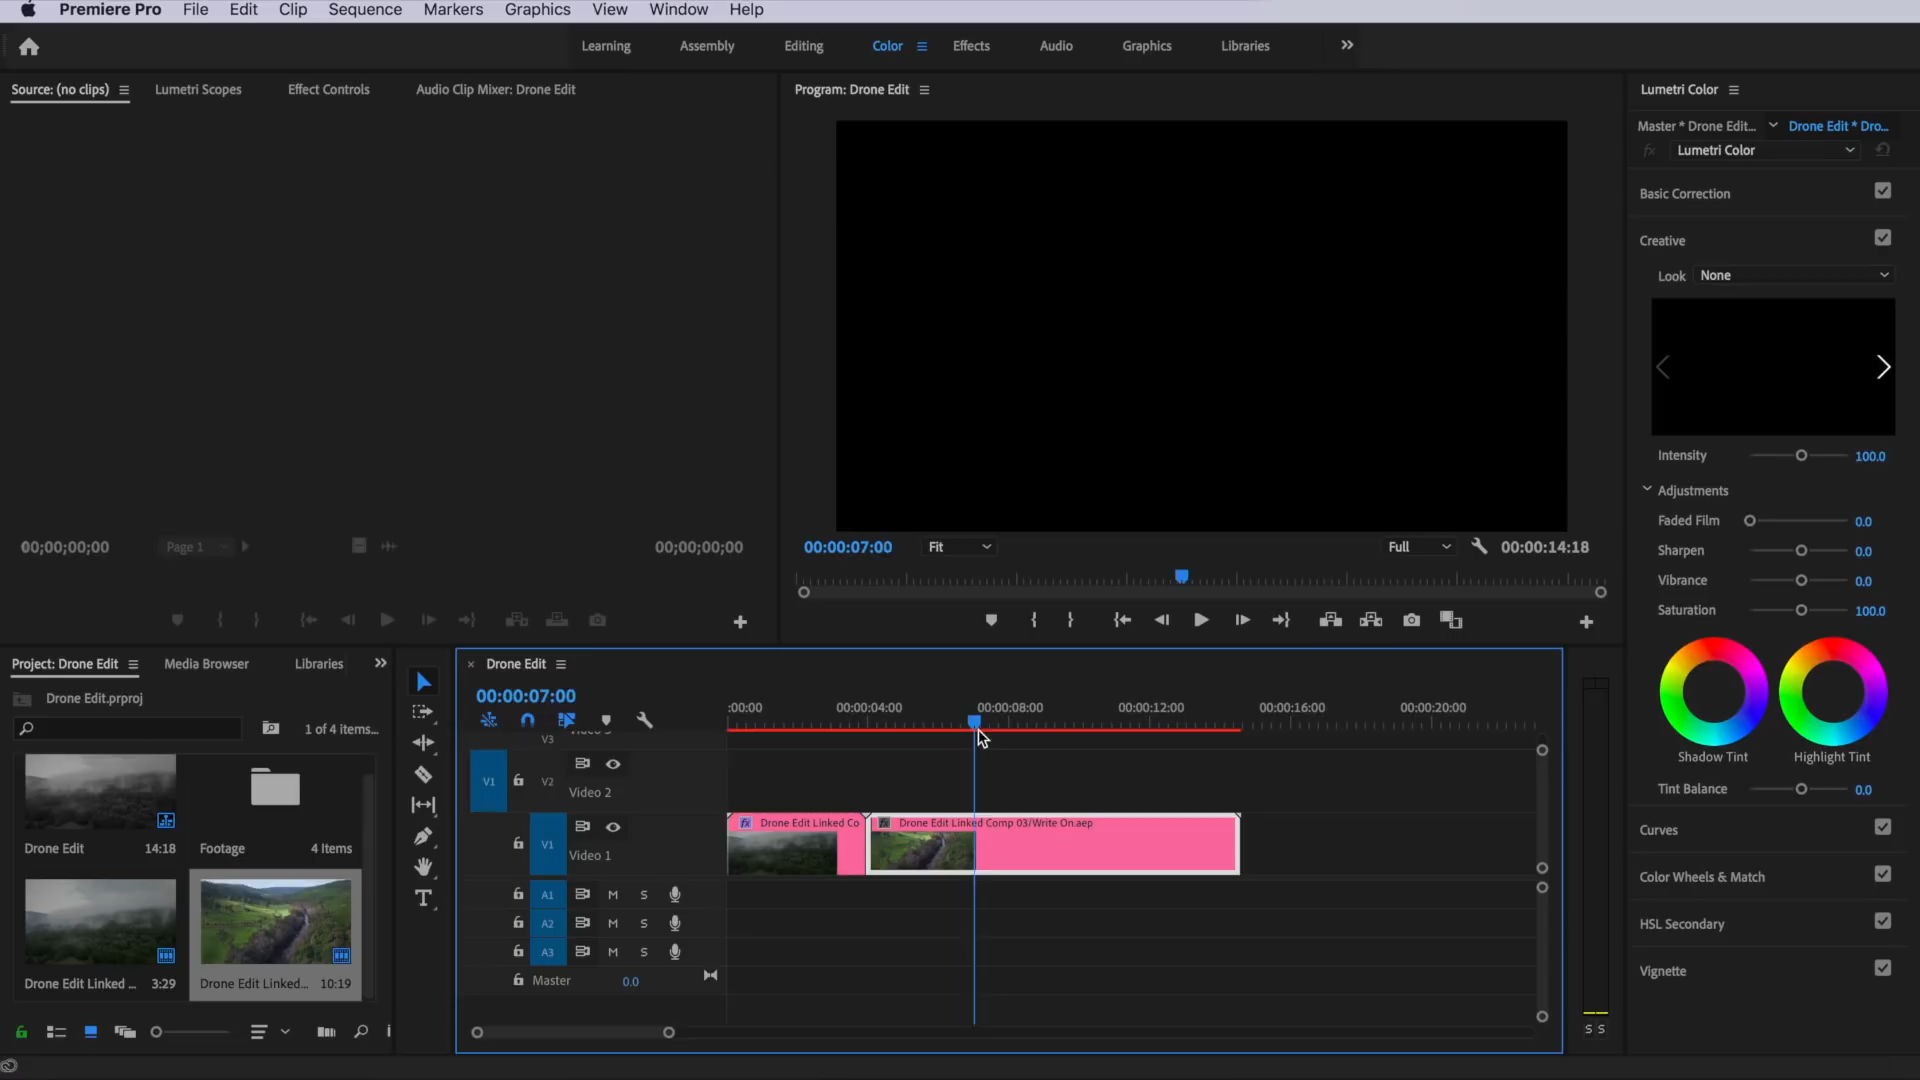 Premiere Pro File Edit Clip Sequence Markers Graphics View Window Help
Learning Assembly Editing Color Effects Audio Graphics Libraries
Source: (no clips) Lumetri Scopes Effect Controls Audio Clip Mixer: Drone Edit
Program: Drone Edit
Lumetri Color
Master * Drone Edit... Drone Edit * Dro...
fx Lumetri Color
Basic Correction
Creative
Look None
Intensity 100.0
Adjustments
Faded Film 0.0
Sharpen 0.0
Vibrance 0.0
Saturation 100.0
Shadow Tint Highlight Tint
Tint Balance 0.0
Curves
Color Wheels & Match
HSL Secondary
Vignette
00;00;00;00 Page 1 00;00;00;00
00:00:07:00 Fit Full 00:00:14:18
Project: Drone Edit Media Browser Libraries
Drone Edit.prproj
1 of 4 items...
Drone Edit 14:18 Footage 4 Items
Drone Edit Linked ... 3:29 Drone Edit Linked... 10:19
Drone Edit
00:00:07:00
:00:00 00:00:04:00 00:00:08:00 00:00:12:00 00:00:16:00 00:00:20:00
V3
V1 V2
Video 2
fx Drone Edit Linked Co fx Drone Edit Linked Comp 03/Write On.aep
V1
Video 1
A1 M S
A2 M S
A3 M S
Master 0.0
S S